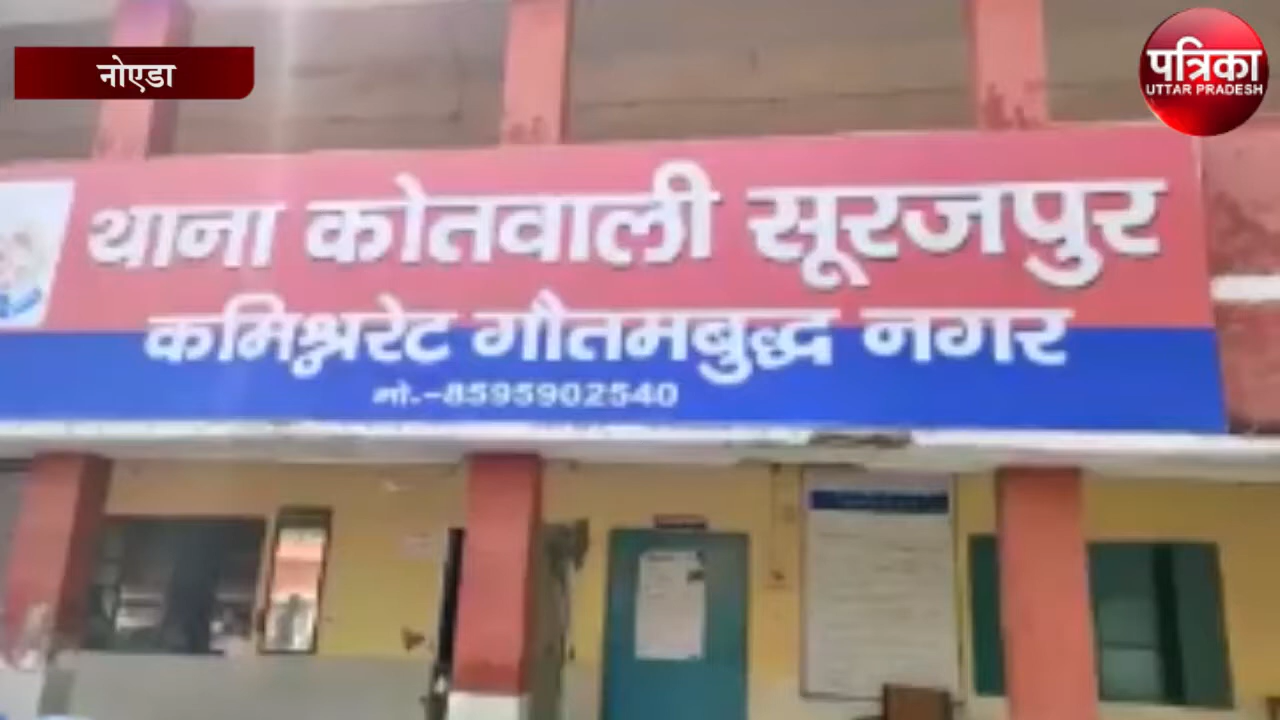 नोएडा
पत्रिका
UTTAR PRADESH
थाना कोतवाली सूरजपुर
कमिश्नरेट गौतमबुद्ध नगर
मो.-8595902540